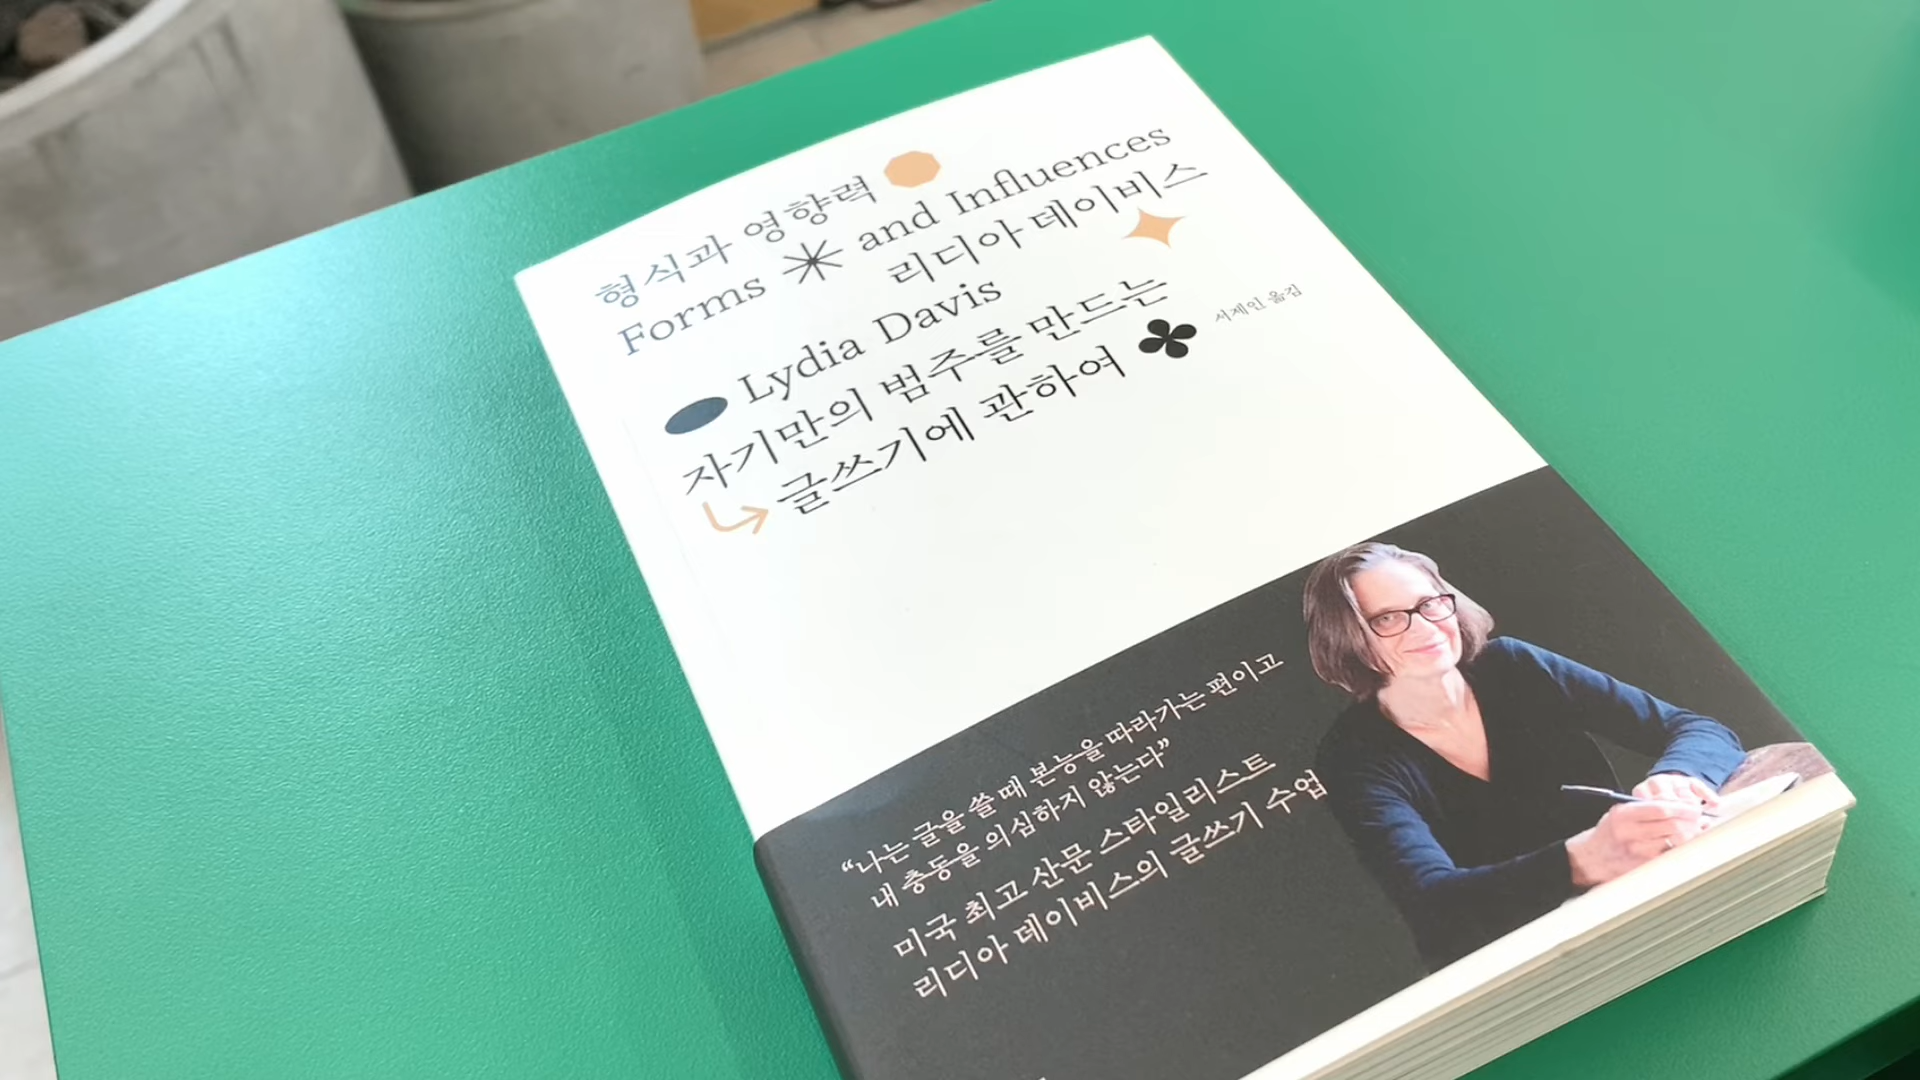 형식과 영향력
Forms and Influences
리디아 데이비스
Lydia Davis
자기만의 범주를 만드는
글쓰기에 관하여
서제인 옮김
“나는 글을 쓸 때 본능을 따라가는 편이고
내 충동을 의심하지 않는다”
미국 최고 산문 스타일리스트
리디아 데이비스의 글쓰기 수업